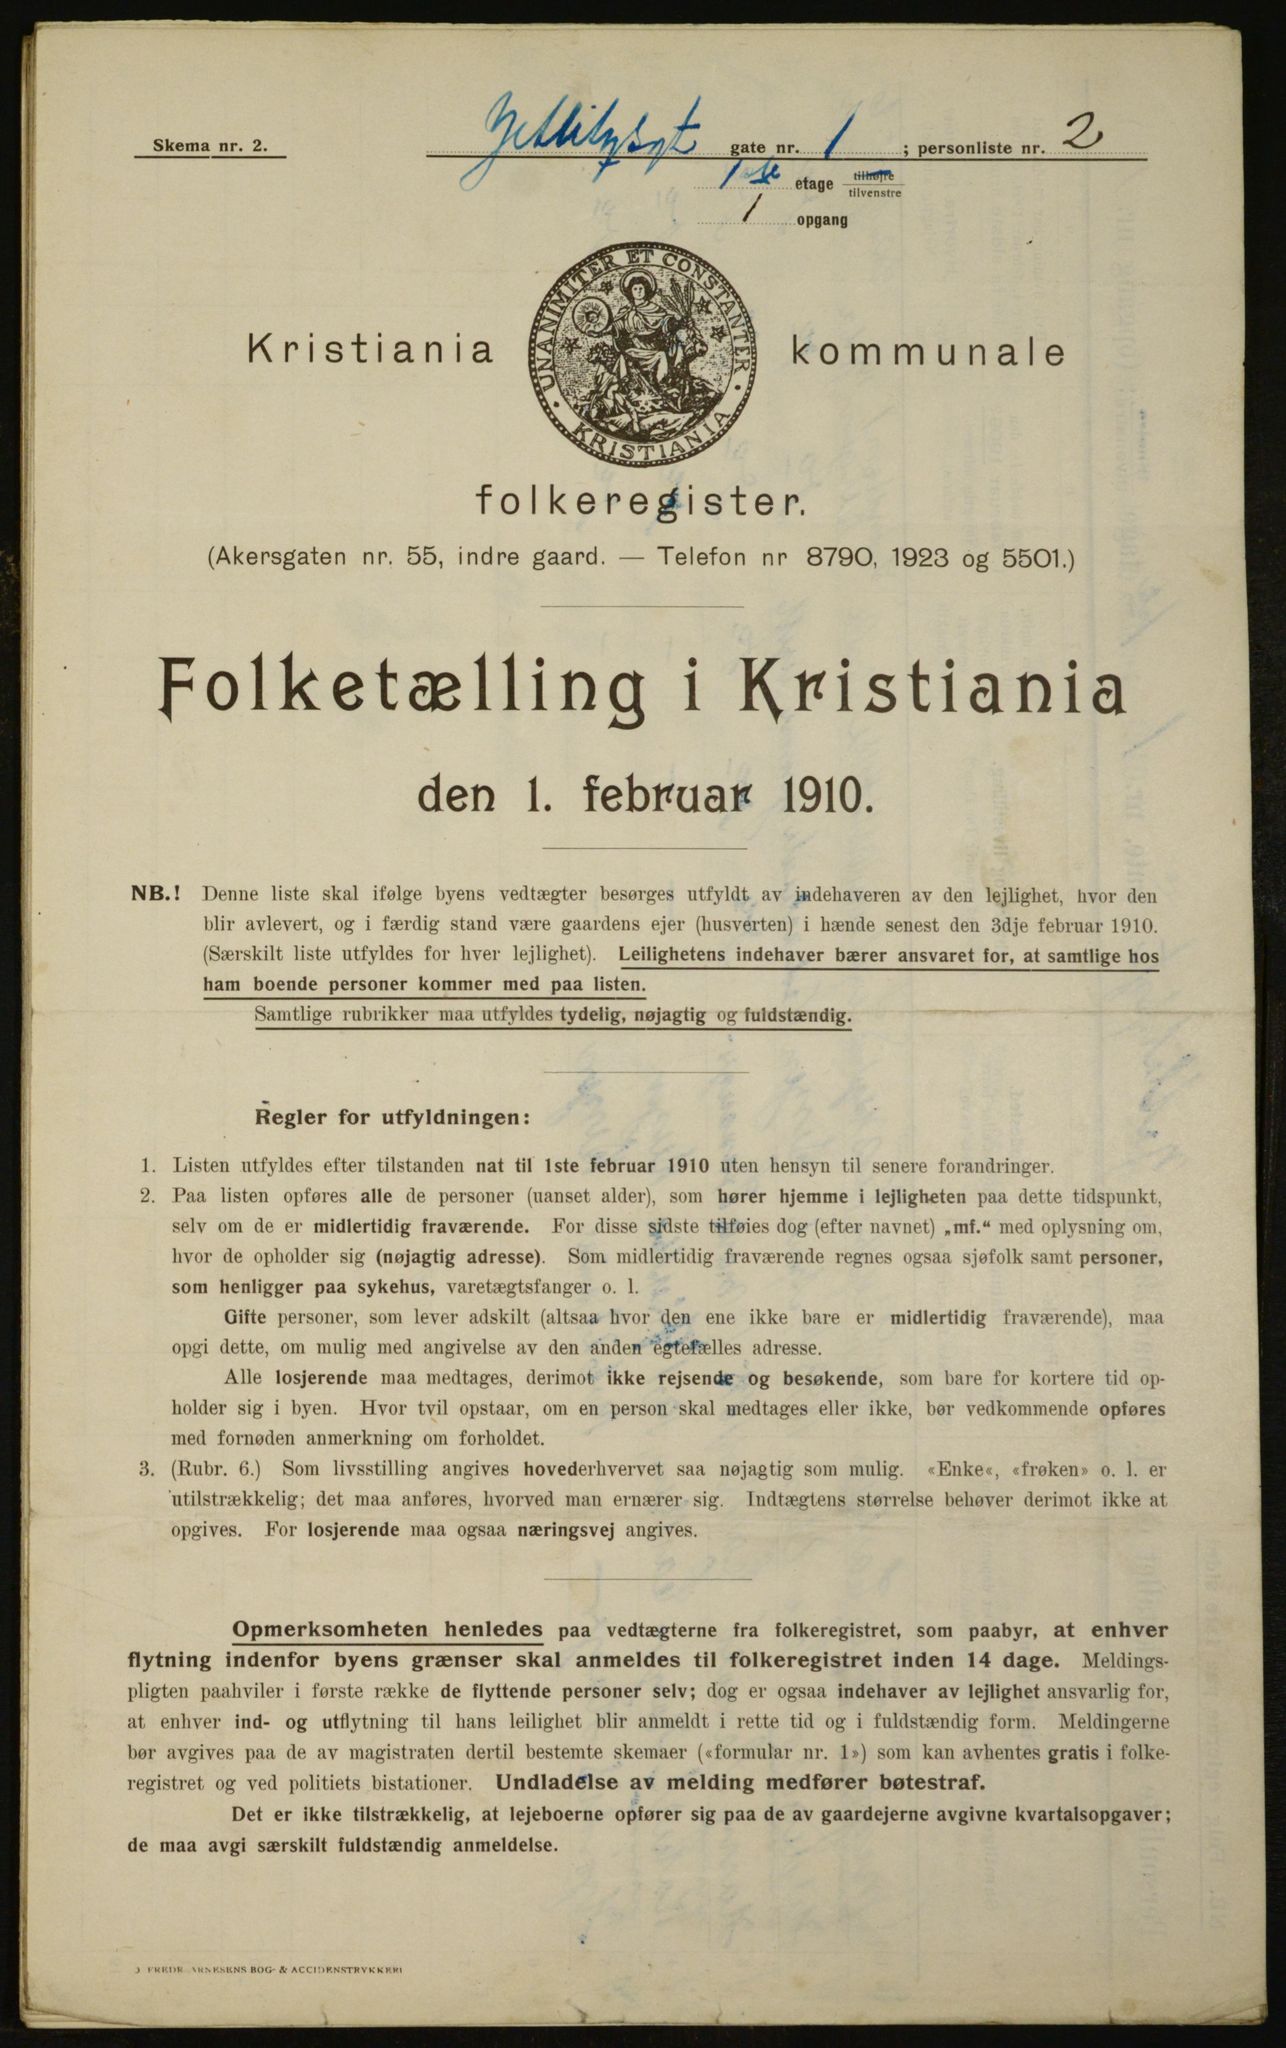 Skema nr. 2.
gate nr. 1 ; personliste nr. 2
1ste etage tilhøjre
tilvenstre
1 opgang
UNANIMITER ET CONSTANTER
KRISTIANIA
Kristiania kommunale
folkeregister.
(Akersgaten nr. 55, indre gaard. — Telefon nr 8790, 1923 og 5501.)
Folketælling i Kristiania
den 1. februar 1910.
NB.! Denne liste skal ifølge byens vedtægter besørges utfyldt av indehaveren av den lejlighet, hvor den
blir avlevert, og i færdig stand være gaardens ejer (husverten) i hænde senest den 3dje februar 1910.
(Særskilt liste utfyldes for hver lejlighet). Leilighetens indehaver bærer ansvaret for, at samtlige hos
ham boende personer kommer med paa listen.
Samtlige rubrikker maa utfyldes tydelig, nøjagtig og fuldstændig.
Regler for utfyldningen:
1. Listen utfyldes efter tilstanden nat til 1ste februar 1910 uten hensyn til senere forandringer.
2. Paa listen opføres alle de personer (uanset alder), som hører hjemme i lejligheten paa dette tidspunkt,
selv om de er midlertidig fraværende. For disse sidste tilføies dog (efter navnet) „mf.“ med oplysning om,
hvor de opholder sig (nøjagtig adresse). Som midlertidig fraværende regnes ogsaa sjøfolk samt personer,
som henligger paa sykehus, varetægtsfanger o. l.
Gifte personer, som lever adskilt (altsaa hvor den ene ikke bare er midlertidig fraværende), maa
opgi dette, om mulig med angivelse av den anden egtefælles adresse.
Alle losjerende maa medtages, derimot ikke rejsende og besøkende, som bare for kortere tid op-
holder sig i byen. Hvor tvil opstaar, om en person skal medtages eller ikke, bør vedkommende opføres
med fornøden anmerkning om forholdet.
3. (Rubr. 6.) Som livsstilling angives hovederhvervet saa nøjagtig som mulig. «Enke«, «frøken» o. l. er
utilstrækkelig; det maa anføres, hvorved man ernærer sig. Indtægtens størrelse behøver derimot ikke at
opgives. For losjerende maa ogsaa næringsvej angives.
Opmerksomheten henledes paa vedtægterne fra folkeregistret, som paabyr, at enhver
flytning indenfor byens grænser skal anmeldes til folkeregistret inden 14 dage. Meldings-
pligten paahviler i første række de flyttende personer selv; dog er ogsaa indehaver av lejlighet ansvarlig for,
at enhver ind- og utflytning til hans leilighet blir anmeldt i rette tid og i fuldstændig form. Meldingerne
bør avgives paa de av magistraten dertil bestemte skemaer («formular nr. 1») som kan avhentes gratis i folke-
registret og ved politiets bistationer. Undladelse av melding medfører bøtestraf.
Det er ikke tilstrækkelig, at lejeboerne opfører sig paa de av gaardejerne avgivne kvartalsopgaver;
de maa avgi særskilt fuldstændig anmeldelse.
FREDR ARNESENS BOG- & ACCIDENSTRYKKERI